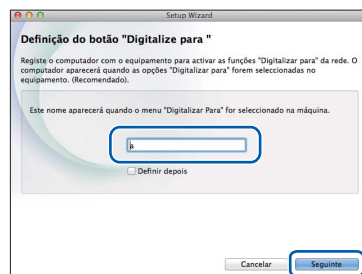 Setup Wizard
Definição do botão "Digitalize para "
Registe o computador com o equipamento para activar as funções "Digitalizar para" da rede. O
computador aparecerá quando as opções "Digitalizar para" forem seleccionadas no
equipamento. (Recomendado).
Este nome aparecerá quando o menu "Digitalizar Para" for selecionado na máquina.
a
Definir depois
Cancelar Seguinte